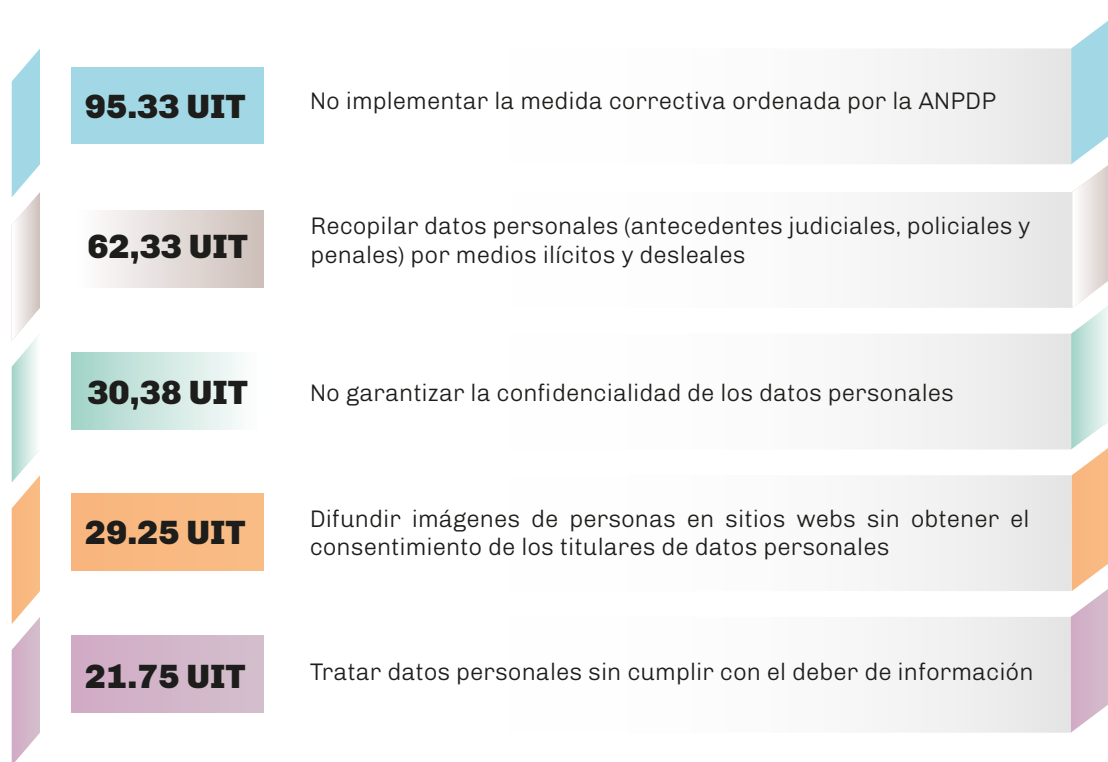 95.33 UIT
No implementar la medida correctiva ordenada por la ANPDP
62,33 UIT
Recopilar datos personales (antecedentes judiciales, policiales y
penales) por medios ilícitos y desleales
30,38 UIT
No garantizar la confidencialidad de los datos personales
29.25 UIT
Difundir imágenes de personas en sitios webs sin obtener el
consentimiento de los titulares de datos personales
21.75 UIT
Tratar datos personales sin cumplir con el deber de información